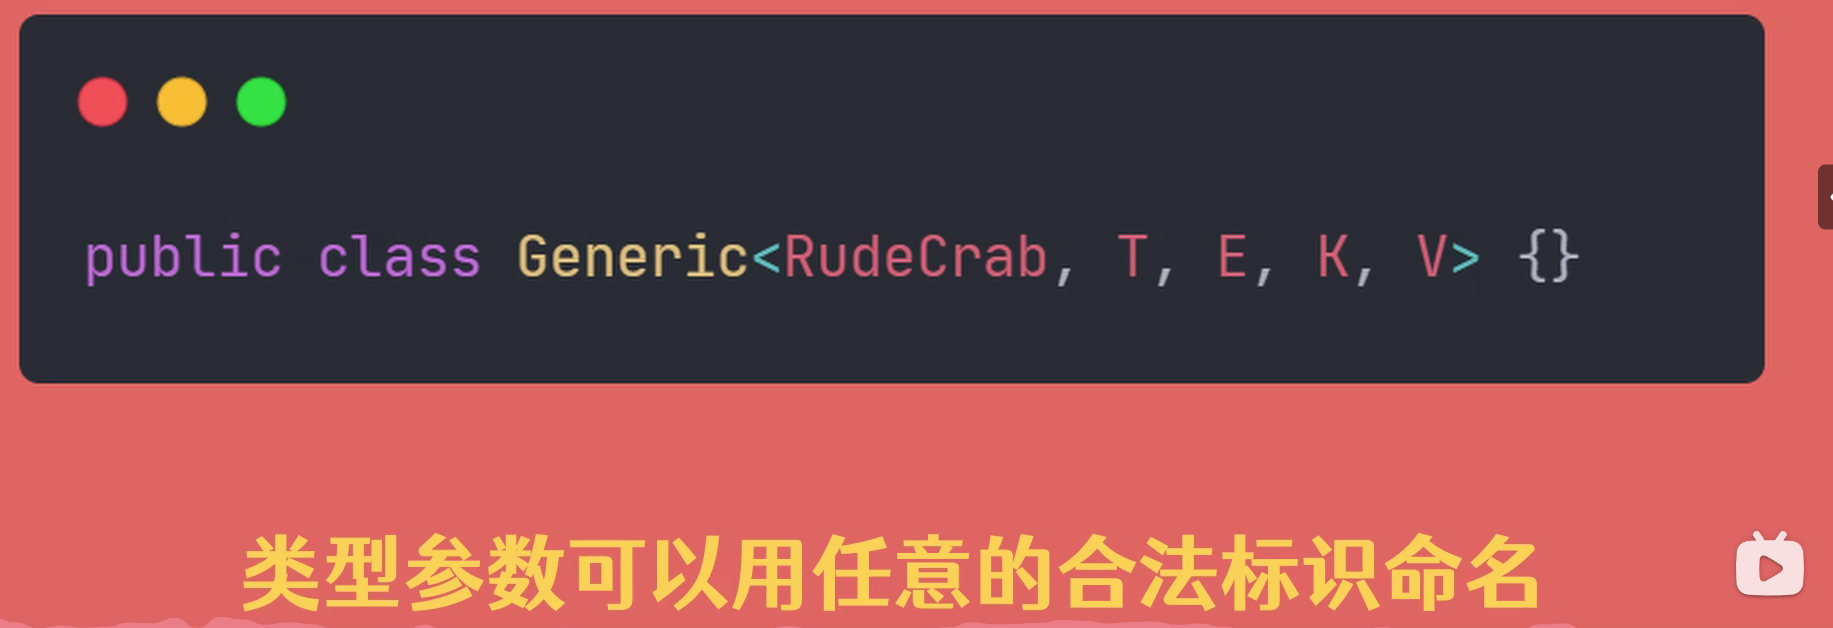 public class Generic<RudeCrab, T, E, K, V> {}
类型参数可以用任意的合法标识命名